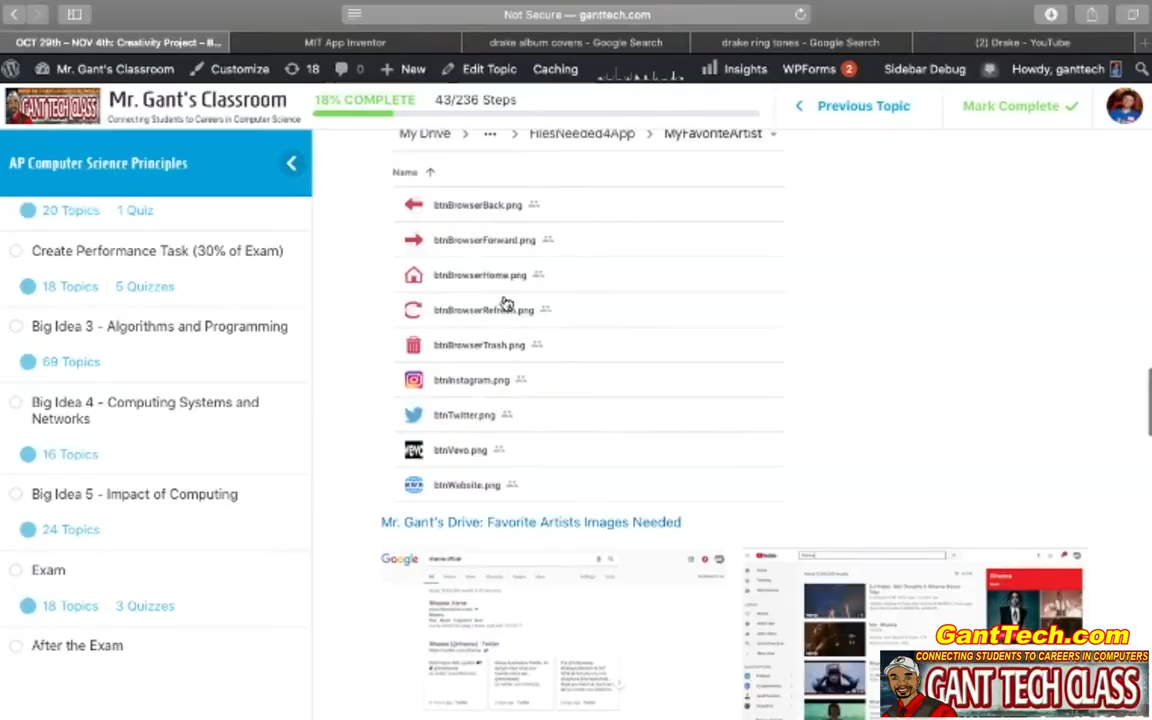 Not Secure — ganttech.com
OCT 29th – NOV 4th: Creativity Project – B...
MIT App Inventor
drake album covers - Google Search
drake ring tones - Google Search
(2) Drake - YouTube
Mr. Gant's Classroom
Customize
18
0
New
Edit Topic
Caching
Insights
WPForms 2
Sidebar Debug
Howdy, ganttech
GANT TECH CLASS
Mr. Gant's Classroom
Connecting Students to Careers in Computer Science
18% COMPLETE
43/236 Steps
Previous Topic
Mark Complete
AP Computer Science Principles
20 Topics 1 Quiz
Create Performance Task (30% of Exam)
18 Topics 5 Quizzes
Big Idea 3 - Algorithms and Programming
69 Topics
Big Idea 4 - Computing Systems and
Networks
16 Topics
Big Idea 5 - Impact of Computing
24 Topics
Exam
18 Topics 3 Quizzes
After the Exam
My Drive > ... > FilesNeeded4App > MyFavoriteArtist
Name
btnBrowserBack.png
btnBrowserForward.png
btnBrowserHome.png
btnBrowserRefresh.png
btnBrowserTrash.png
btnInstagram.png
btnTwitter.png
btnVevo.png
btnWebsite.png
Mr. Gant's Drive: Favorite Artists Images Needed
Google
YouTube
GantTech.com
CONNECTING STUDENTS TO CAREERS IN COMPUTERS
GANT TECH CLASS